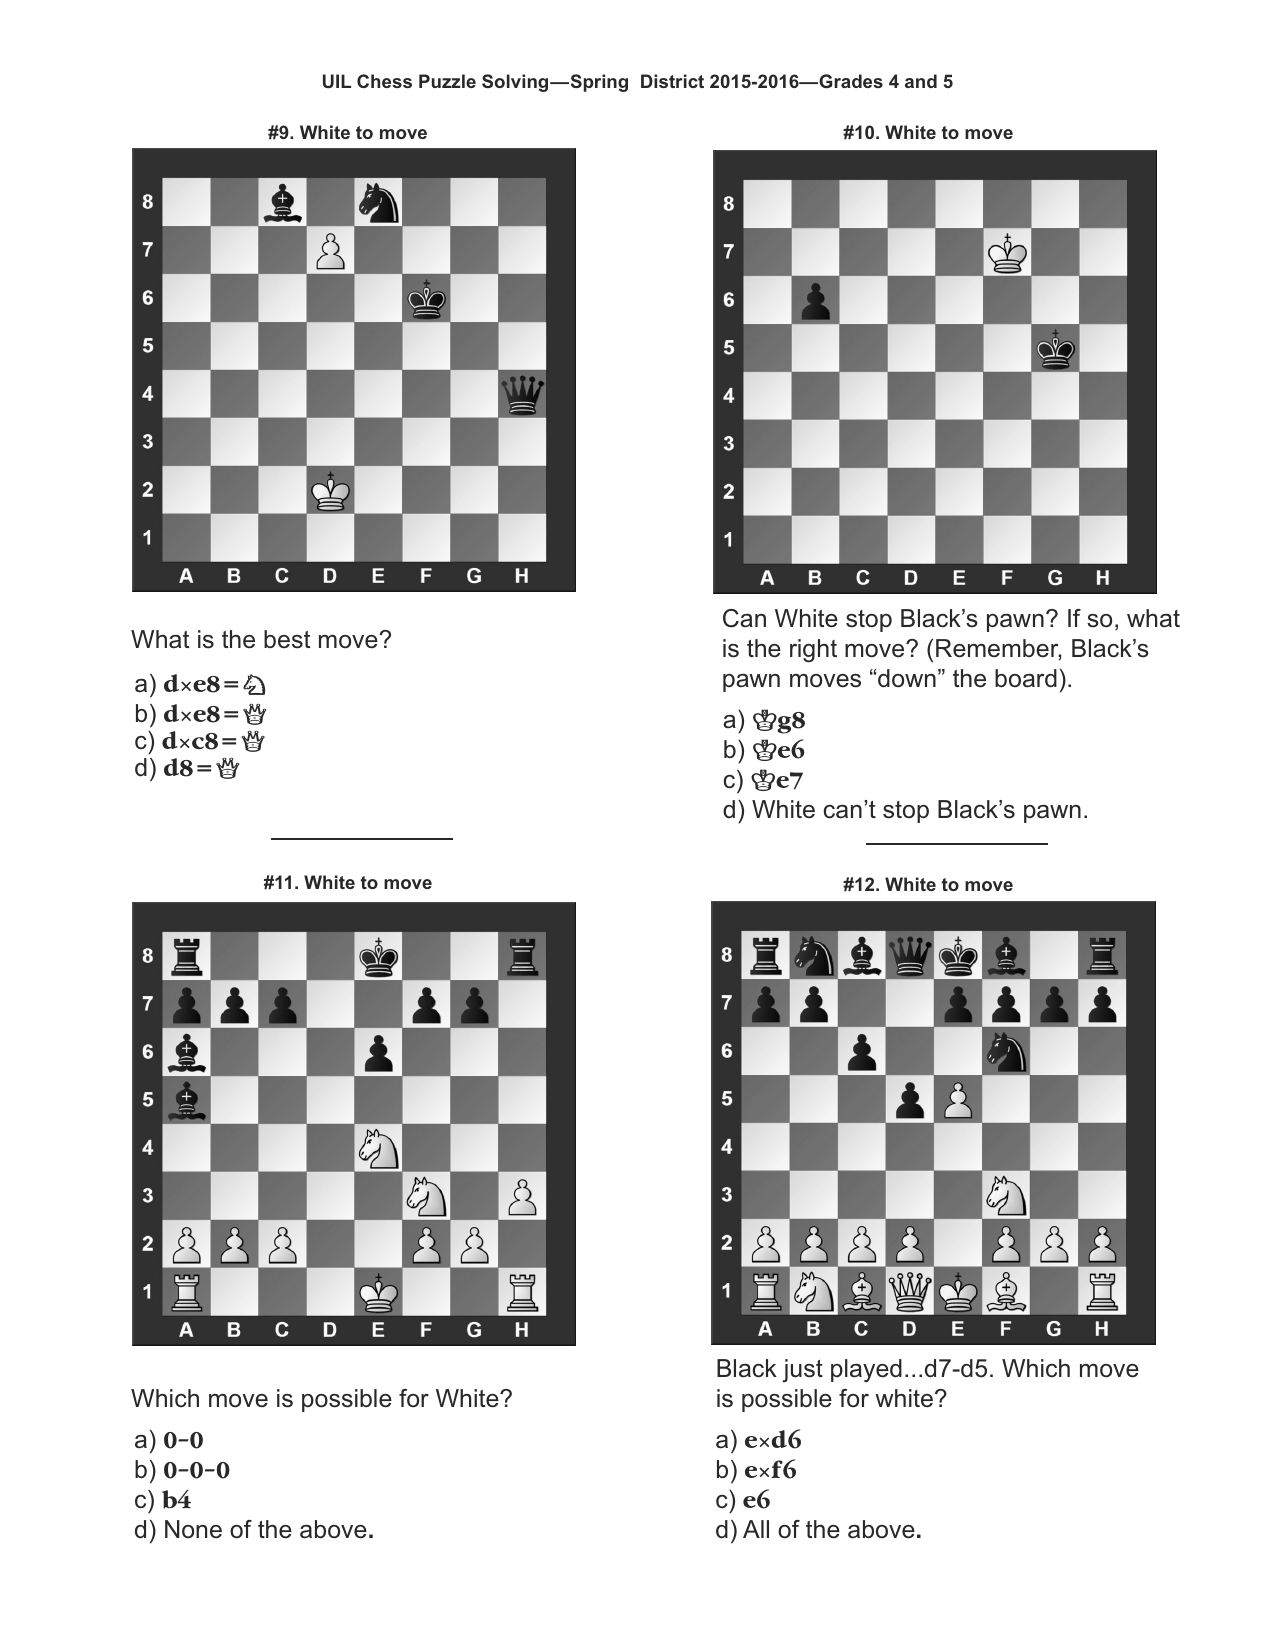 UIL Chess Puzzle Solving—Spring District 2015-2016—Grades 4 and 5
#9. White to move
8
7
6
5
4
3
2
1
A B C D E F G H
What is the best move?
a) d×e8=♘
b) d×e8=♕
c) d×c8=♕
d) d8=♕
#10. White to move
8
7
6
5
4
3
2
1
A B C D E F G H
Can White stop Black’s pawn? If so, what
is the right move? (Remember, Black’s
pawn moves “down” the board).
a) ♔g8
b) ♔e6
c) ♔e7
d) White can’t stop Black’s pawn.
#11. White to move
8
7
6
5
4
3
2
1
A B C D E F G H
Which move is possible for White?
a) 0-0
b) 0-0-0
c) b4
d) None of the above.
#12. White to move
8
7
6
5
4
3
2
1
A B C D E F G H
Black just played...d7-d5. Which move
is possible for white?
a) e×d6
b) e×f6
c) e6
d) All of the above.